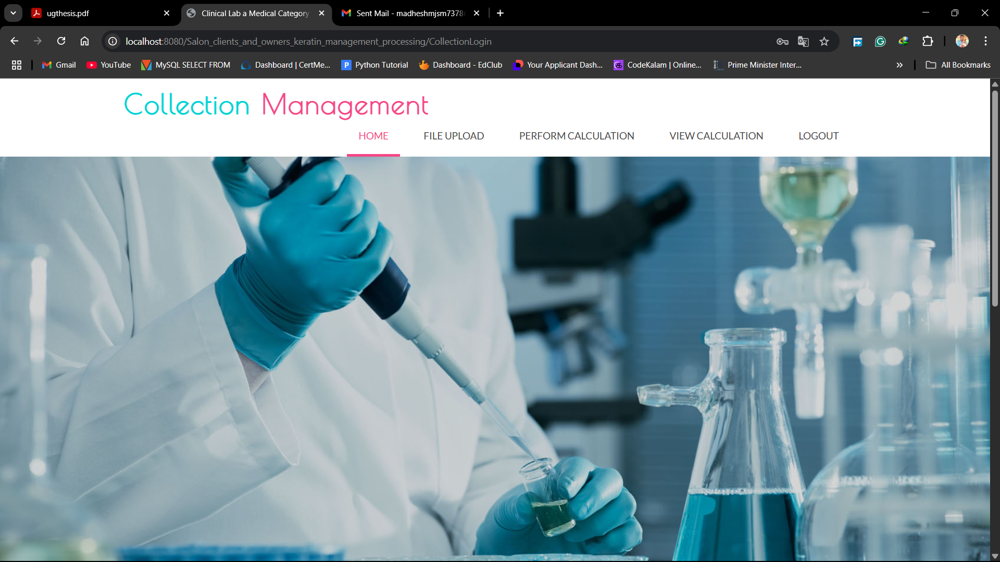 ugthesis.pdf
Clinical Lab a Medical Category
Sent Mail - madheshmjsm7378
localhost:8080/Salon_clients_and_owners_keratin_management_processing/CollectionLogin
Gmail
YouTube
MySQL SELECT FROM
Dashboard | CertMe...
Python Tutorial
Dashboard - EdClub
Your Applicant Dash...
CodeKalam | Online...
Prime Minister Inter...
All Bookmarks
Collection Management
HOME
FILE UPLOAD
PERFORM CALCULATION
VIEW CALCULATION
LOGOUT